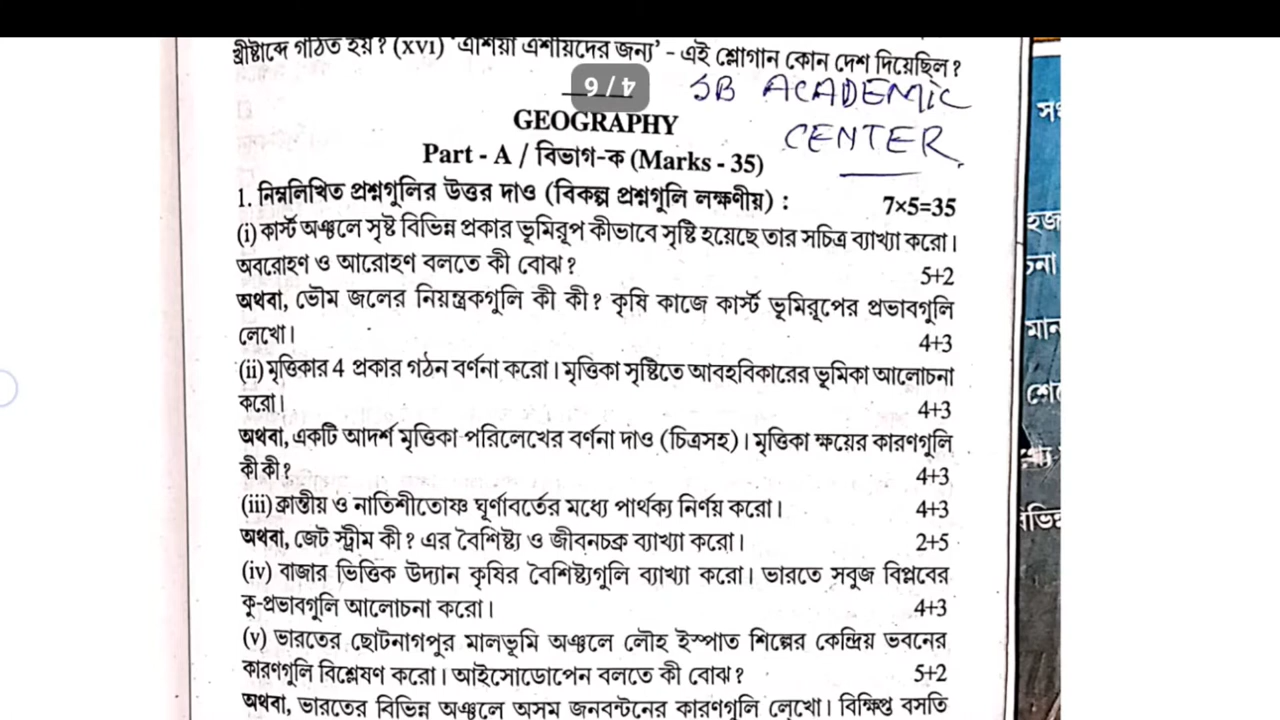 খ্রীষ্টাব্দে গঠিত হয়? (xvi) 'এশিয়া এশীয়দের জন্য' - এই শ্লোগান কোন দেশ দিয়েছিল?
4 / 6
SB ACADEMIC
CENTER
GEOGRAPHY
Part - A / বিভাগ-ক (Marks - 35)
1. নিম্নলিখিত প্রশ্নগুলির উত্তর দাও (বিকল্প প্রশ্নগুলি লক্ষণীয়) : 7×5=35
(i) কার্স্ট অঞ্চলে সৃষ্ট বিভিন্ন প্রকার ভূমিরূপ কীভাবে সৃষ্টি হয়েছে তার সচিত্র ব্যাখ্যা করো।
অবরোহণ ও আরোহণ বলতে কী বোঝ? 5+2
অথবা, ভৌম জলের নিয়ন্ত্রকগুলি কী কী? কৃষি কাজে কার্স্ট ভূমিরূপের প্রভাবগুলি
লেখো। 4+3
(ii) মৃত্তিকার 4 প্রকার গঠন বর্ণনা করো। মৃত্তিকা সৃষ্টিতে আবহবিকারের ভূমিকা আলোচনা
করো। 4+3
অথবা, একটি আদর্শ মৃত্তিকা পরিলেখের বর্ণনা দাও (চিত্রসহ)। মৃত্তিকা ক্ষয়ের কারণগুলি
কী কী? 4+3
(iii) ক্রান্তীয় ও নাতিশীতোষ্ণ ঘূর্ণাবর্তের মধ্যে পার্থক্য নির্ণয় করো। 4+3
অথবা, জেট স্ট্রীম কী? এর বৈশিষ্ট্য ও জীবনচক্র ব্যাখ্যা করো। 2+5
(iv) বাজার ভিত্তিক উদ্যান কৃষির বৈশিষ্ট্যগুলি ব্যাখ্যা করো। ভারতে সবুজ বিপ্লবের
কু-প্রভাবগুলি আলোচনা করো। 4+3
(v) ভারতের ছোটনাগপুর মালভূমি অঞ্চলে লৌহ ইস্পাত শিল্পের কেন্দ্রিয় ভবনের
কারণগুলি বিশ্লেষণ করো। আইসোডোপেন বলতে কী বোঝ? 5+2
অথবা, ভারতের বিভিন্ন অঞ্চলে অসম জনবন্টনের কারণগুলি লেখো। বিক্ষিপ্ত বসতি